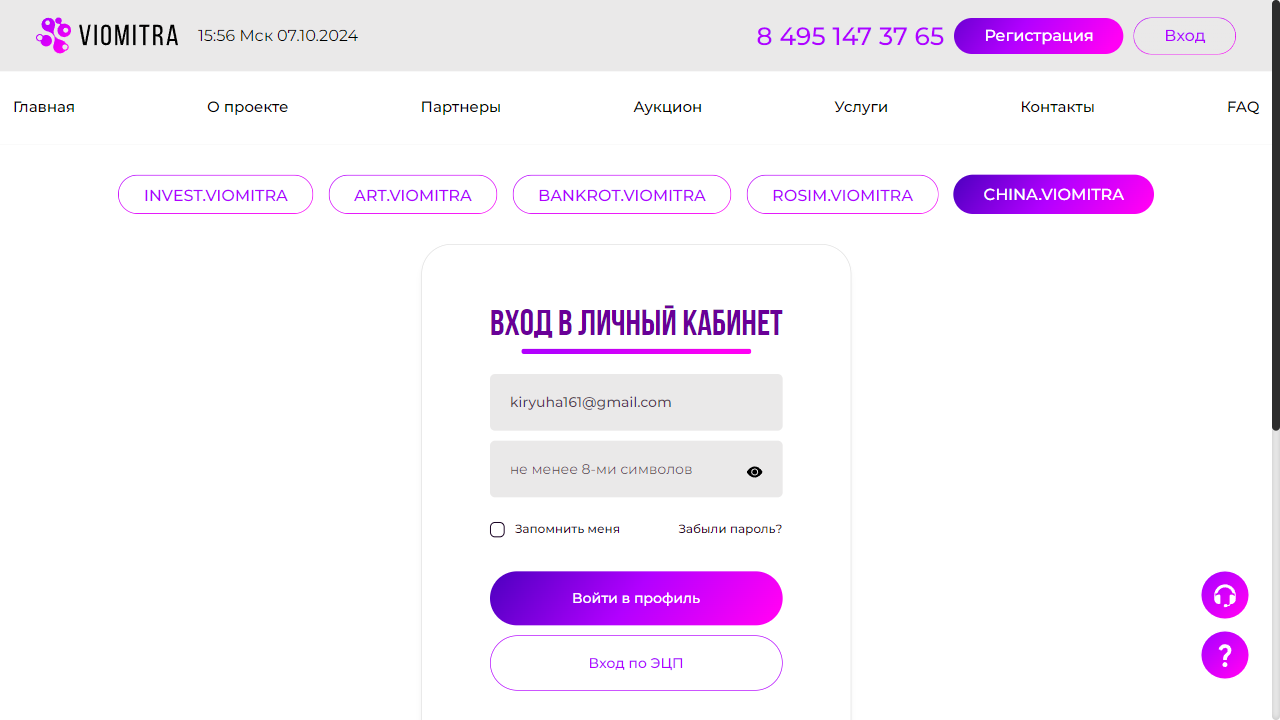 VIOMITRA 15:56 Мск 07.10.2024 8 495 147 37 65 Регистрация Вход
Главная О проекте Партнеры Аукцион Услуги Контакты FAQ
INVEST.VIOMITRA ART.VIOMITRA BANKROT.VIOMITRA ROSIM.VIOMITRA CHINA.VIOMITRA
ВХОД В ЛИЧНЫЙ КАБИНЕТ
kiryuha161@gmail.com
не менее 8-ми символов
Запомнить меня Забыли пароль?
Войти в профиль
Вход по ЭЦП
?